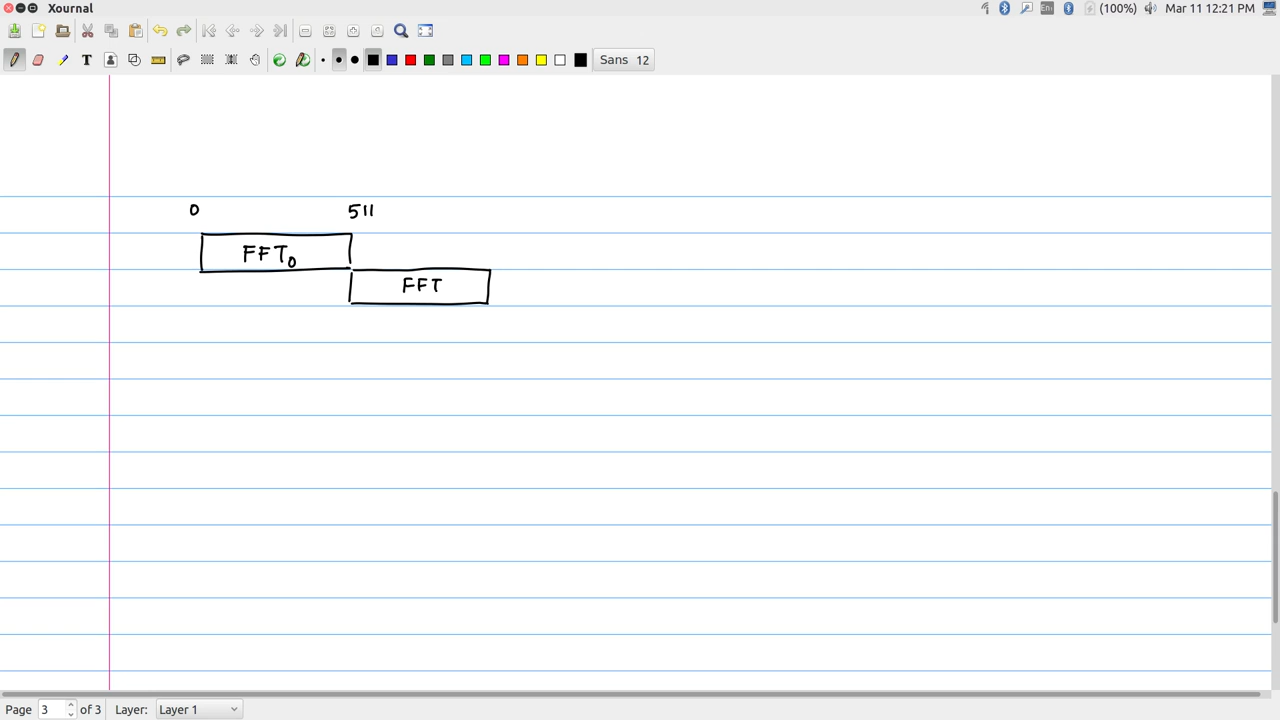 Xournal
En
(100%)
Mar 11 12:21 PM
T
Sans 12
0 511
FFT₀
FFT
Page 3 of 3 Layer: Layer 1